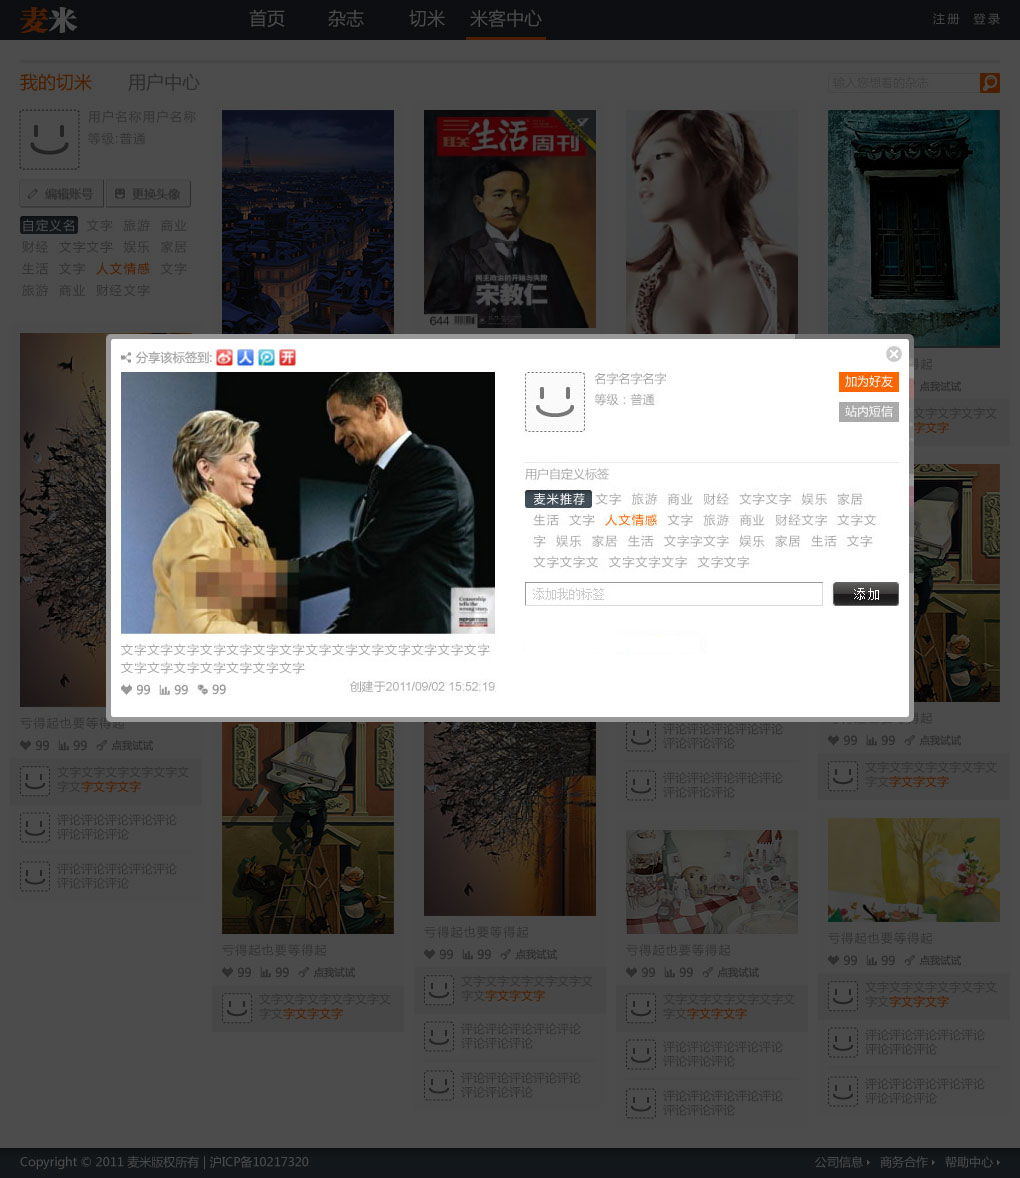 麦米
首页 杂志 切米 米客中心
注册 登录
我的切米 用户中心
输入您想看的杂志
用户名称用户名称
等级:普通
编辑账号 更换头像
自定义名 文字 旅游 商业
财经 文字文字 娱乐 家居
生活 文字 人文情感 文字
旅游 商业 财经文字
三联生活周刊
民主政治的开始与失败
宋教仁
644
分享该标签到:
文字文字文字文字文字文字文字文字文字文字文字文字文字文字
文字文字文字文字文字文字文字
99 99 99
创建于2011/09/02 15:52:19
名字名字名字
等级：普通
加为好友
站内短信
用户自定义标签
麦米推荐 文字 旅游 商业 财经 文字文字 娱乐 家居
生活 文字 人文情感 文字 旅游 商业 财经文字 文字文
字 娱乐 家居 生活 文字字文字 娱乐 家居 生活 文字
文字文字文 文字文字文字 文字文字
添加我的标签
添加
得起
点我试试
文字文字文字文
字文字
亏得起也要等得起
99 99 点我试试
文字文字文字文字文字文
字文字文字文字
评论评论评论评论评论
评论评论评论
评论评论评论评论评论
评论评论评论
亏得起也要等得起
99 99 点我试试
文字文字文字文字文字文
字文字文字文字
亏得起也要等得起
99 99 点我试试
文字文字文字文字文字文
字文字文字文字
评论评论评论评论评论
评论评论评论
评论评论评论评论评论
评论评论评论
评论评论评论评论评论
评论评论评论
评论评论评论评论评论
评论评论评论
亏得起也要等得起
99 99 点我试试
文字文字文字文字文字文
字文字文字文字
评论评论评论评论评论
评论评论评论
评论评论评论评论评论
评论评论评论
99 99 点我试试
文字文字文字文字文字文
字文字文字文字
亏得起也要等得起
99 99 点我试试
文字文字文字文字文字文
字文字文字文字
评论评论评论评论评论
评论评论评论
评论评论评论评论评论
评论评论评论
Copyright © 2011 麦米版权所有 | 沪ICP备10217320
公司信息 商务合作 帮助中心